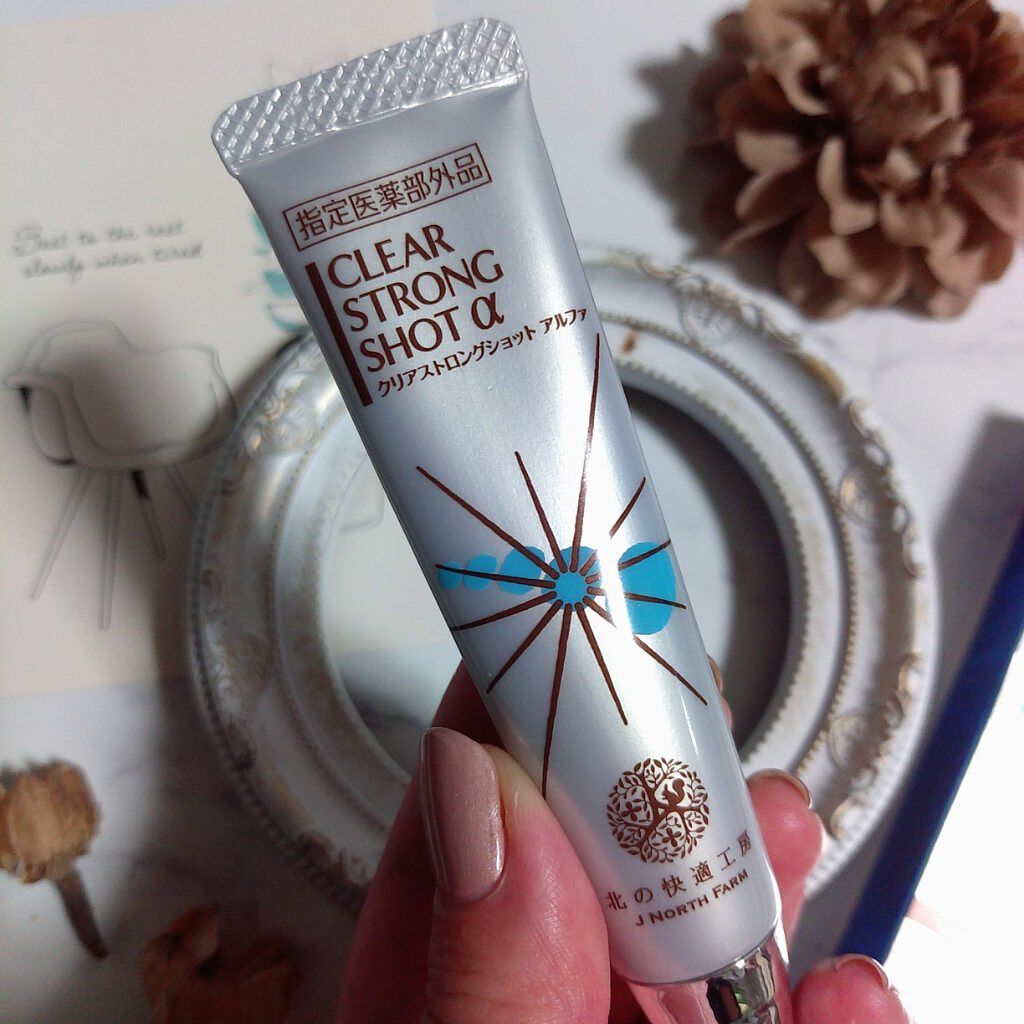 指定医薬部外品
CLEAR
STRONG
SHOT α
クリアストロングショット アルファ
北の快適工房
J NORTH FARM